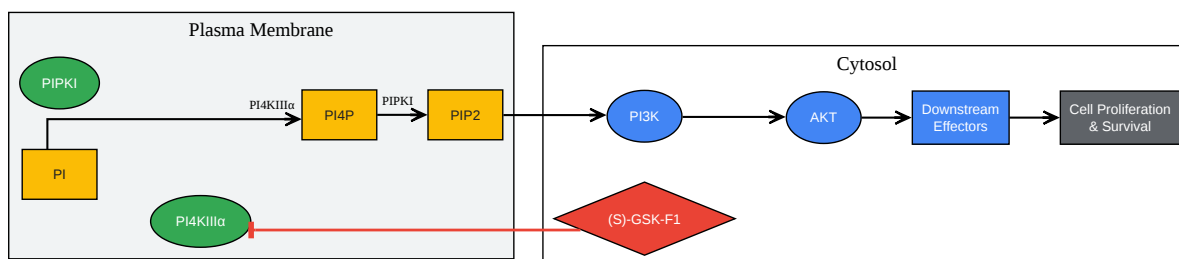 Plasma Membrane
Cytosol
PIPKI
PI4KIIIα
PIPKI
PI4P
PIP2
PI3K
AKT
Downstream
Effectors
Cell Proliferation
& Survival
PI
PI4KIIIα
(S)-GSK-F1